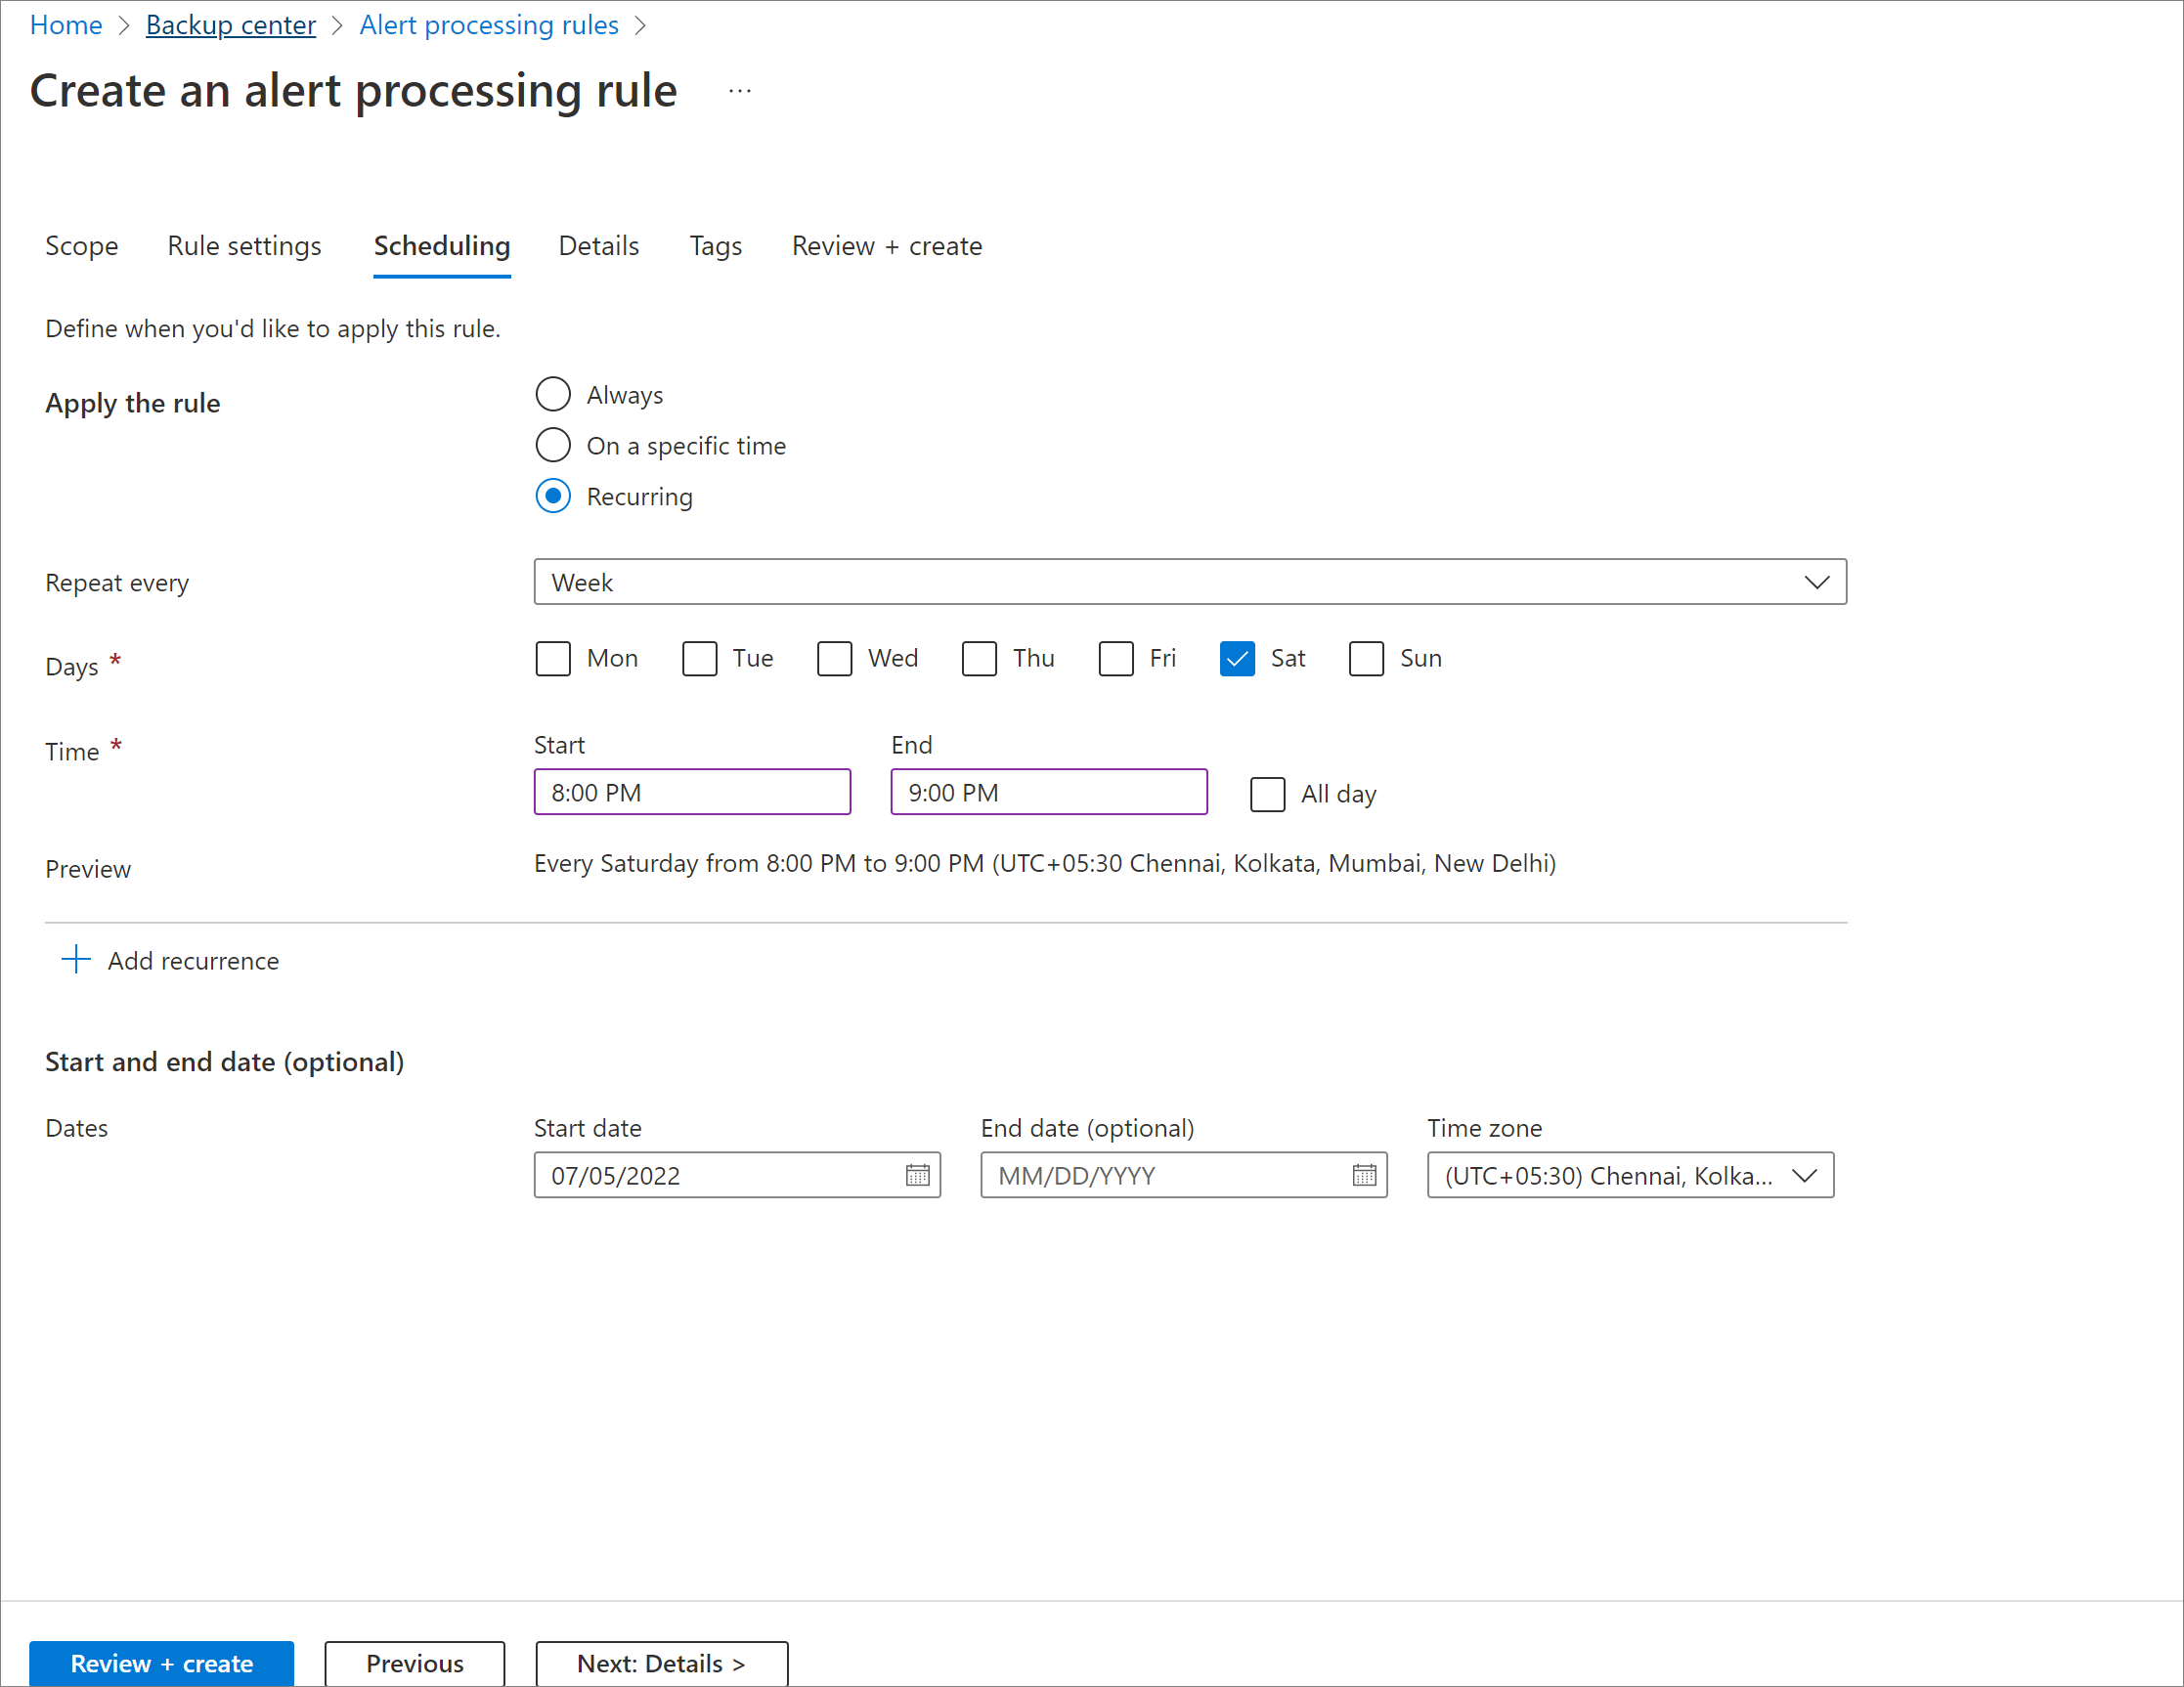 Home > Backup center > Alert processing rules >
Create an alert processing rule ...
Scope Rule settings Scheduling Details Tags Review + create
Define when you'd like to apply this rule.
Apply the rule
Always
On a specific time
Recurring
Repeat every Week
Days * Mon Tue Wed Thu Fri Sat Sun
Start End
Time * 8:00 PM 9:00 PM All day
Preview Every Saturday from 8:00 PM to 9:00 PM (UTC+05:30 Chennai, Kolkata, Mumbai, New Delhi)
+ Add recurrence
Start and end date (optional)
Dates Start date End date (optional) Time zone
07/05/2022 MM/DD/YYYY (UTC+05:30) Chennai, Kolka...
Review + create Previous Next: Details >